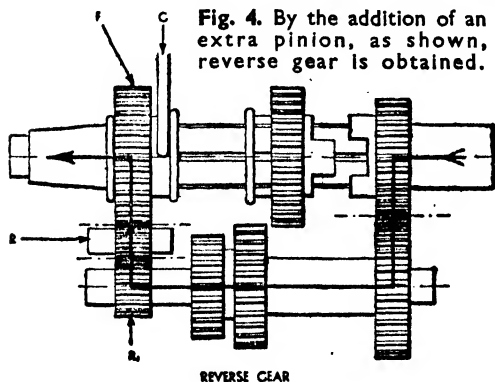 F
C
Fig. 4. By the addition of an
extra pinion, as shown,
reverse gear is obtained.
R
R₁
REVERSE GEAR